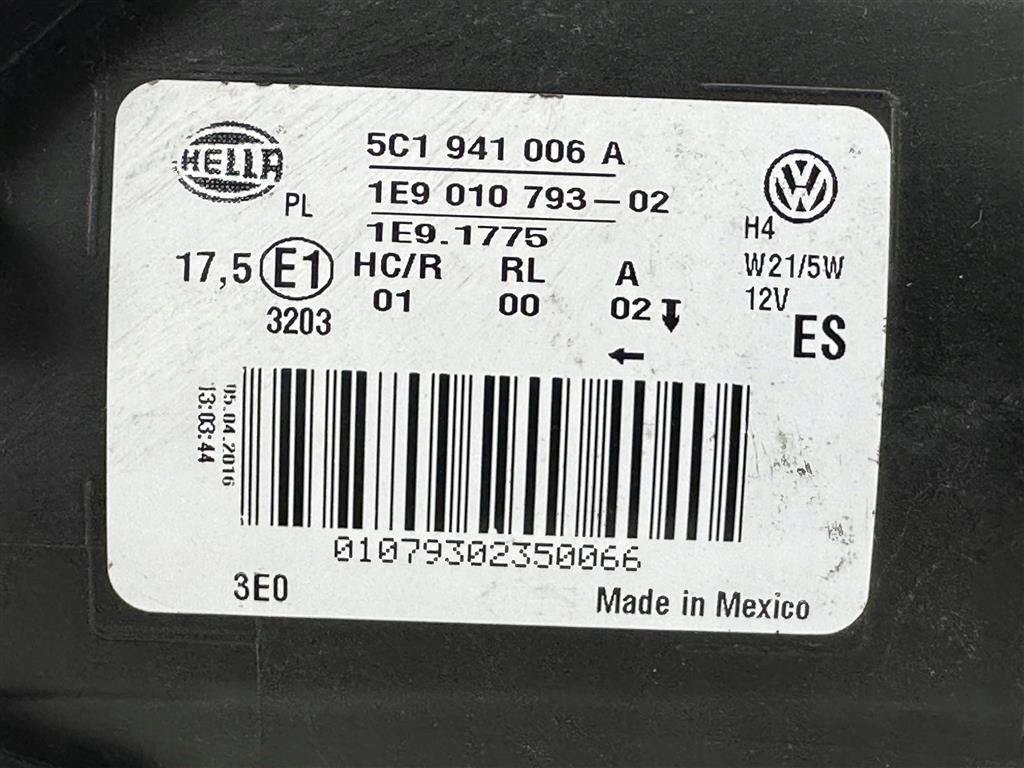 HELLA
PL
5C1 941 006 A
1E9 010 793-02
1E9.1775
17,5 E1 HC/R RL A
3203 01 00 02
H4
W21/5W
12V
ES
05.04.2016
13:03:44
01079302350066
3E0
Made in Mexico